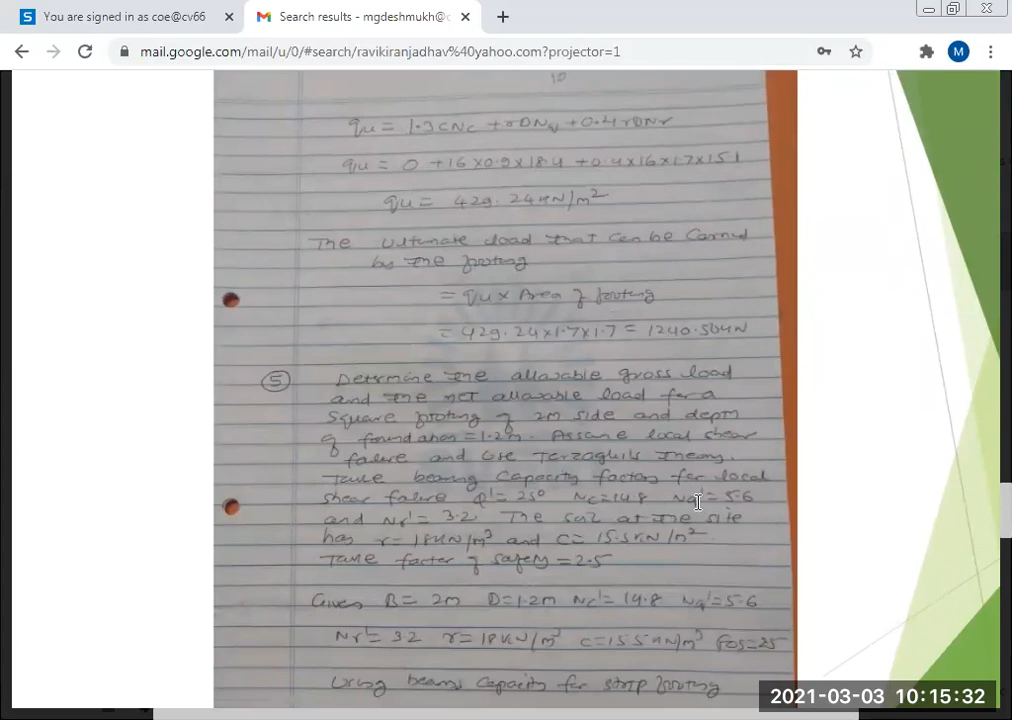 You are signed in as coe@cv66
Search results - mgdeshmukh@c
mail.google.com/mail/u/0/#search/ravikiranjadhav%40yahoo.com?projector=1
M
10
qu = 1.3CNc + rDNq + 0.4rBNr
qu = 0 + 16 × 0.9 × 18.4 + 0.4 × 16 × 1.7 × 15.1
qu = 429.24 kN/m²
The ultimate load that can be Carried
by the footing
= qu × Area of footing
= 429.24 × 1.7 × 1.7 = 1240.504N
5 Determine the allowable gross load
and the net allowable load for a
Square footing of 2m side and depth
of foundation = 1.2m. Assume local shear
failure and Use Terzaghi's Theory.
Take bearing Capacity factors for local
shear failure φ' = 25° Nc = 14.8 Nq' = 5.6
and Nr' = 3.2. The soil at the site
has r = 18 kN/m³ and C = 15.5 kN/m²
Take factor of safety = 2.5
Given B = 2m D = 1.2m Nc' = 14.8 Nq' = 5.6
Nr' = 3.2 r = 18 kN/m³ C = 15.5 kN/m³ FOS = 2.5
Using bearing Capacity for strip footing
2021-03-03 10:15:32